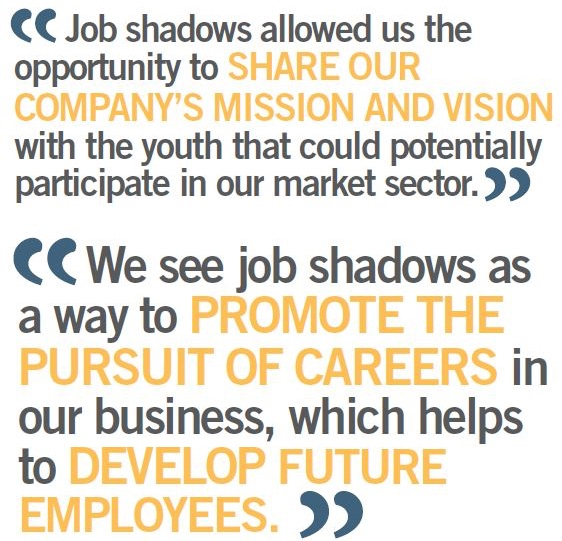 “Job shadows allowed us the
opportunity to SHARE OUR
COMPANY’S MISSION AND VISION
with the youth that could potentially
participate in our market sector.”
“We see job shadows as
a way to PROMOTE THE
PURSUIT OF CAREERS in
our business, which helps
to DEVELOP FUTURE
EMPLOYEES. ”